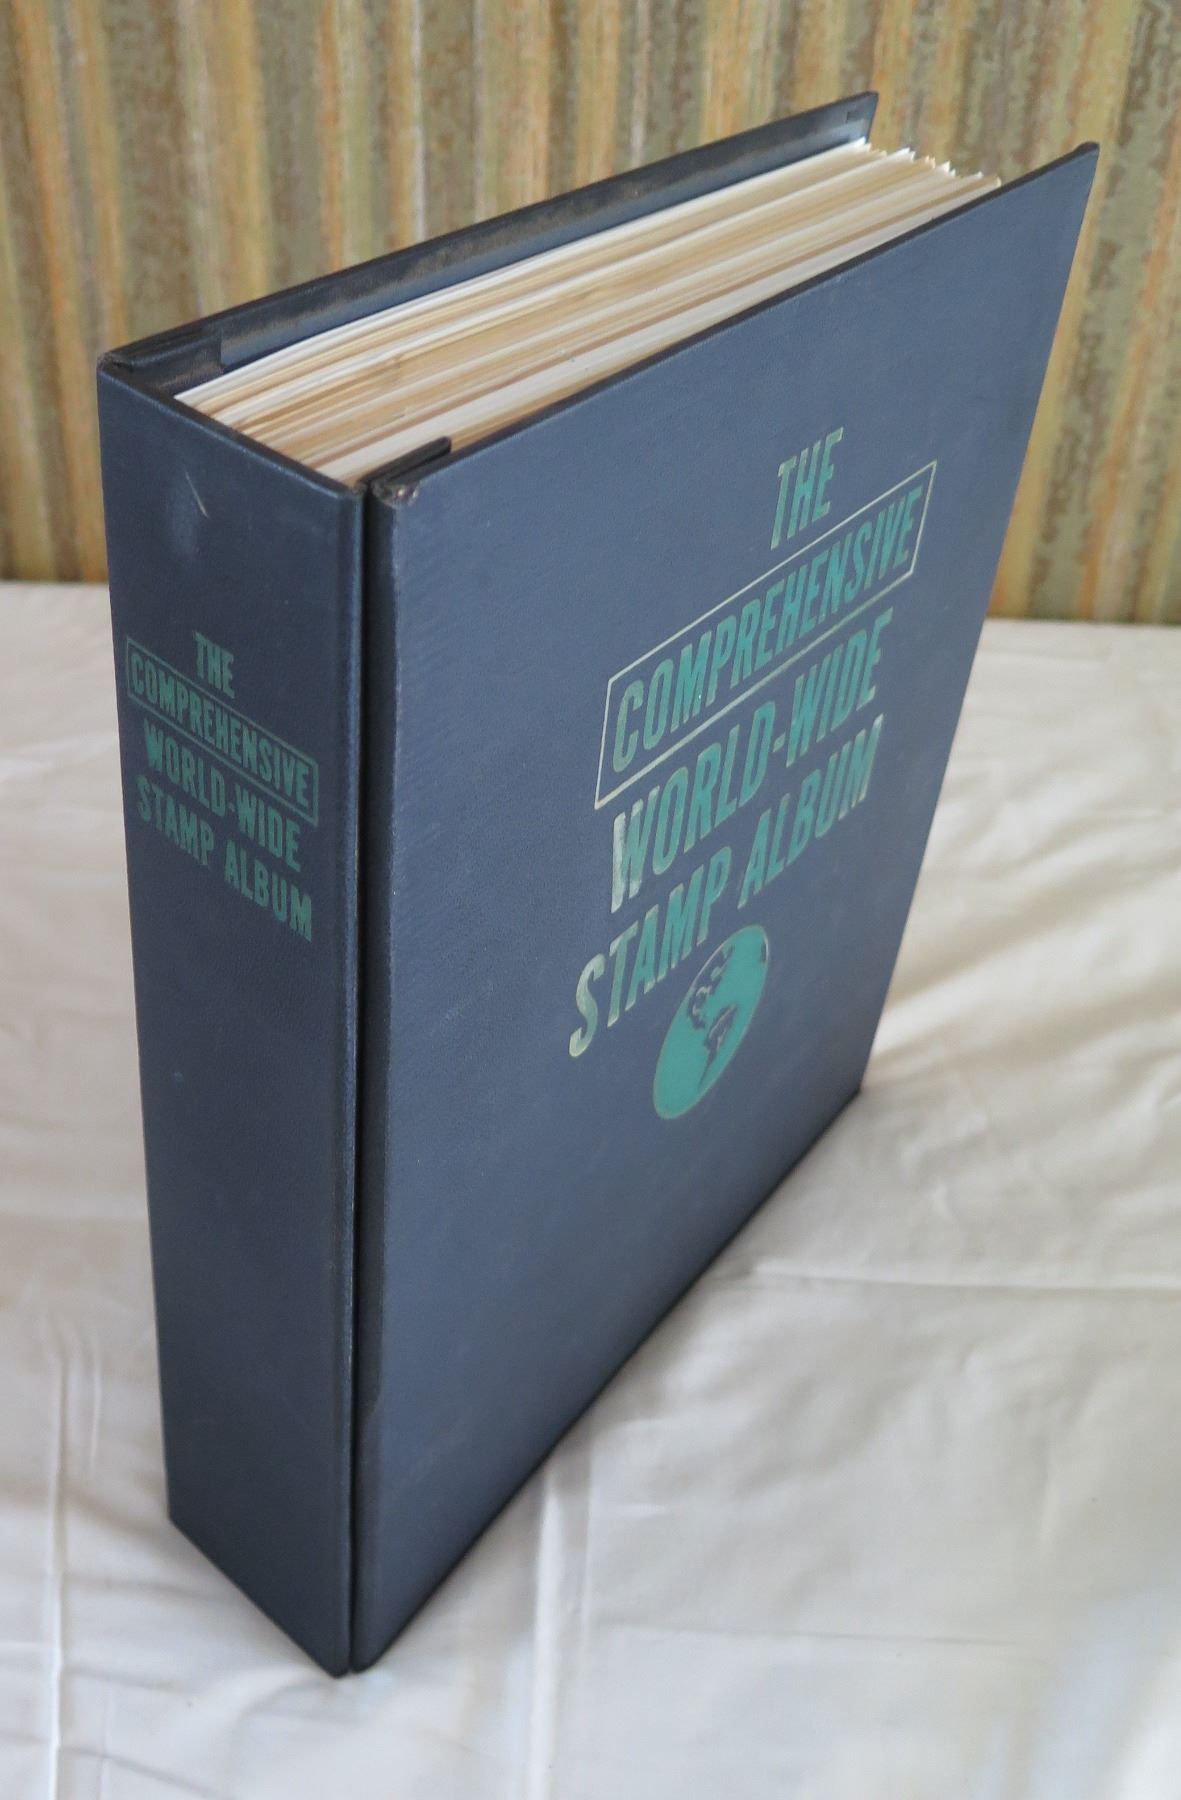 THE
COMPREHENSIVE
WORLD-WIDE
STAMP ALBUM
THE
COMPREHENSIVE
WORLD-WIDE
STAMP ALBUM